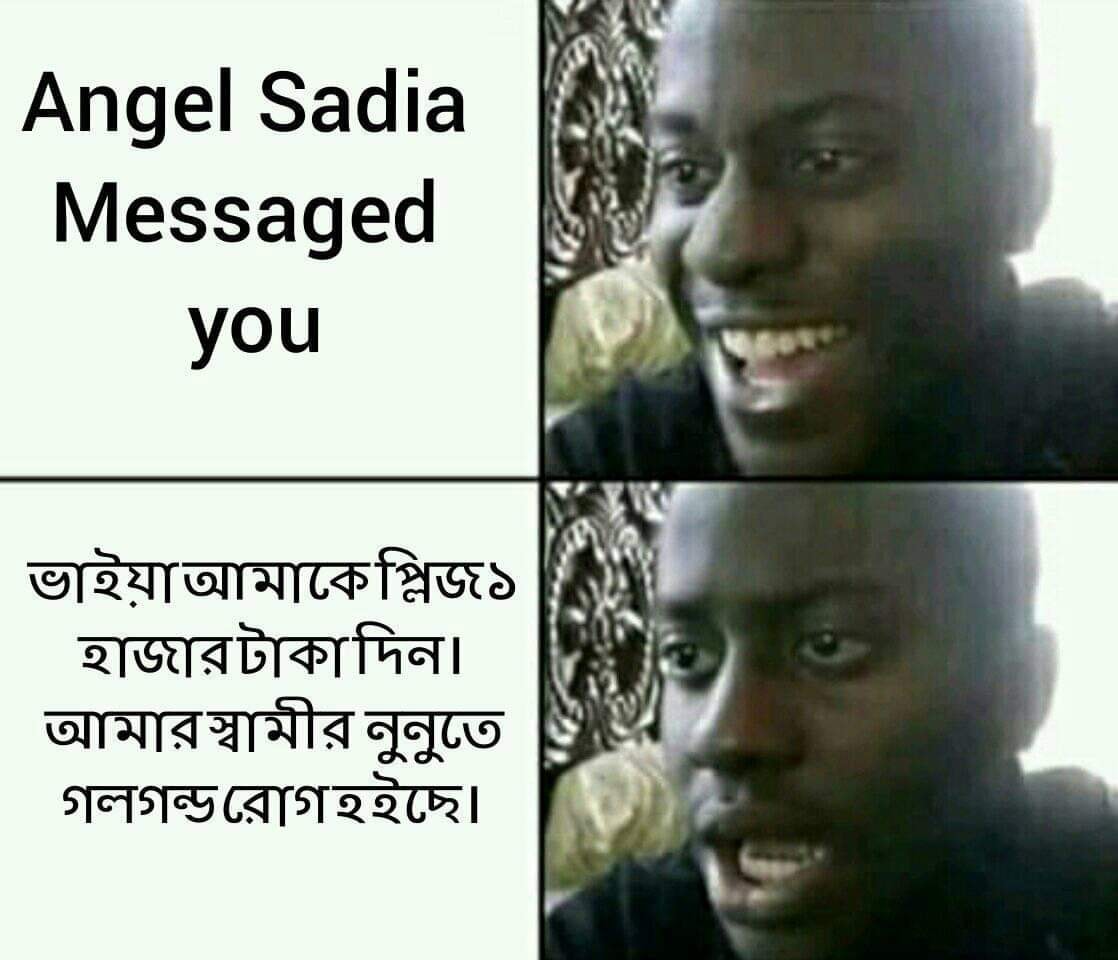 Angel Sadia
Messaged
you
ভাইয়া আমাকে প্লিজ ১
হাজার টাকা দিন।
আমার স্বামীর নুনুতে
গলগন্ড রোগ হইছে।